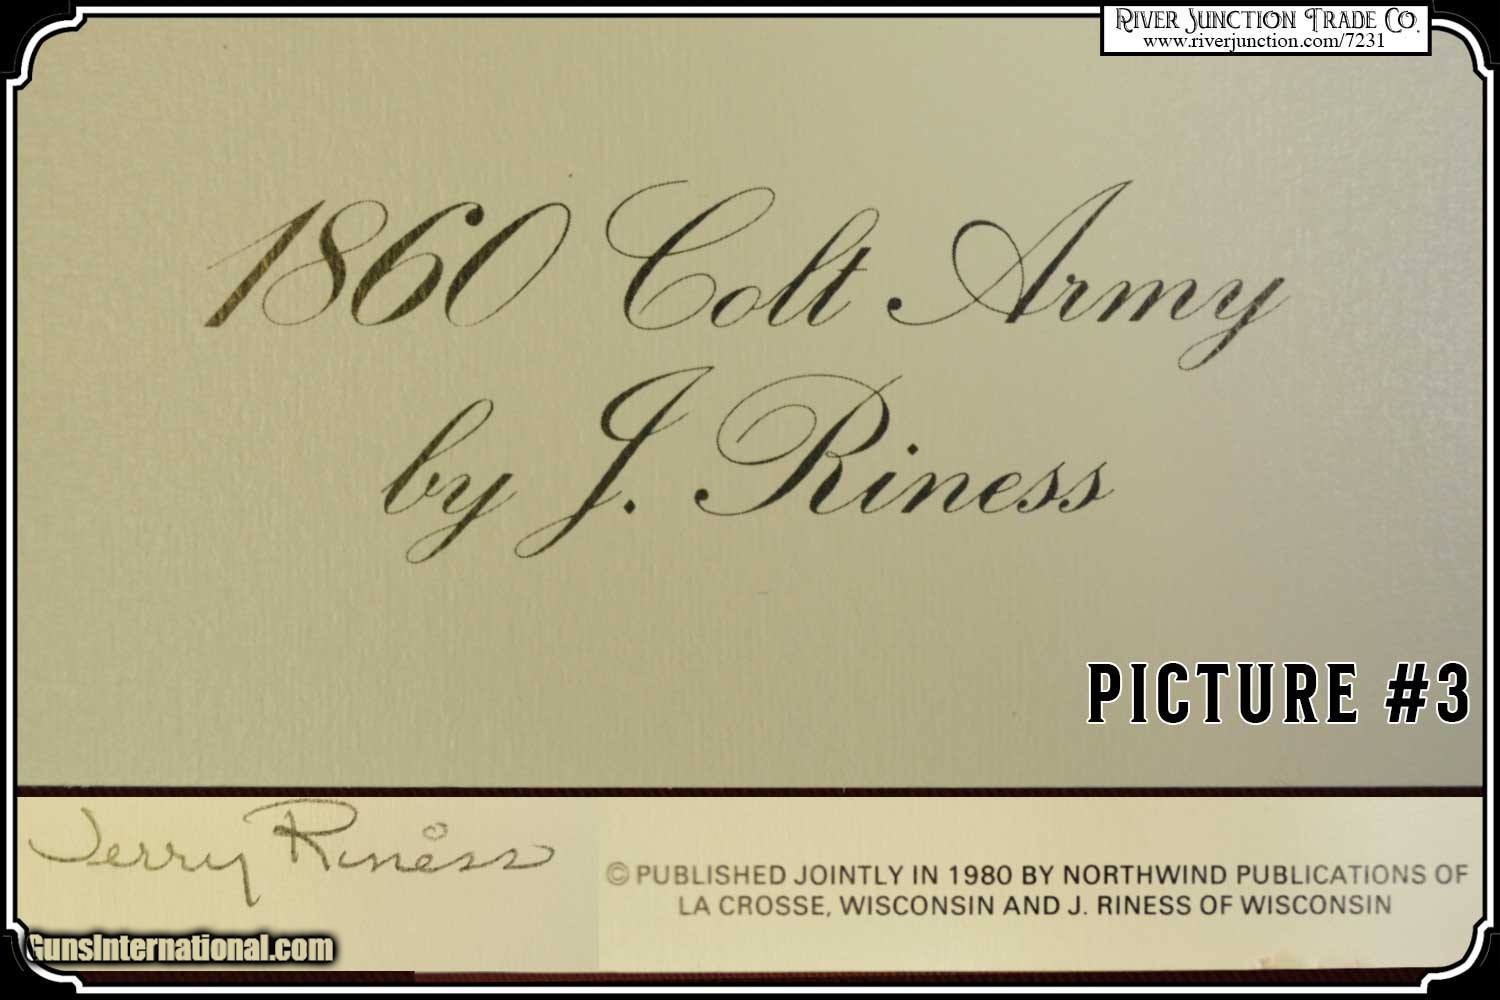 RIVER JUNCTION TRADE CO.
www.riverjunction.com/7231
1860 Colt Army
by J. Riness
PICTURE #3
Jerry Riness
© PUBLISHED JOINTLY IN 1980 BY NORTHWIND PUBLICATIONS OF
LA CROSSE, WISCONSIN AND J. RINESS OF WISCONSIN
GunsInternational.com